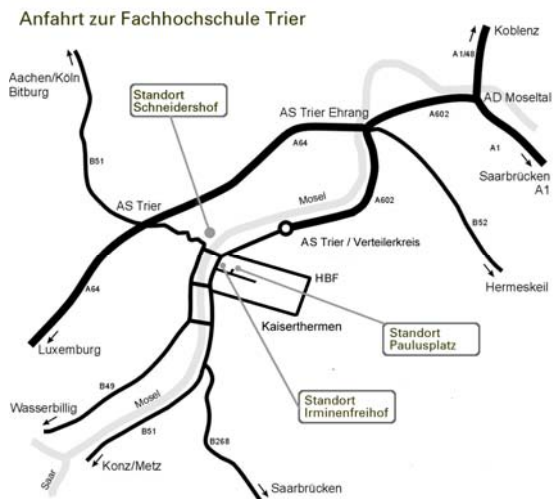 Anfahrt zur Fachhochschule Trier
Koblenz
A1/48
Aachen/Köln
Bitburg
Standort
Schneidershof
AS Trier Ehrang
A602
AD Moseltal
A64
A1
Saarbrücken
A1
B51
Mosel
A602
AS Trier
B52
AS Trier / Verteilerkreis
HBF
Hermeskeil
A64
Kaiserthermen
Standort
Paulusplatz
Luxemburg
Standort
Irminenfreihof
B49
Mosel
Wasserbillig
B51
B268
Saar
Konz/Metz
Saarbrücken